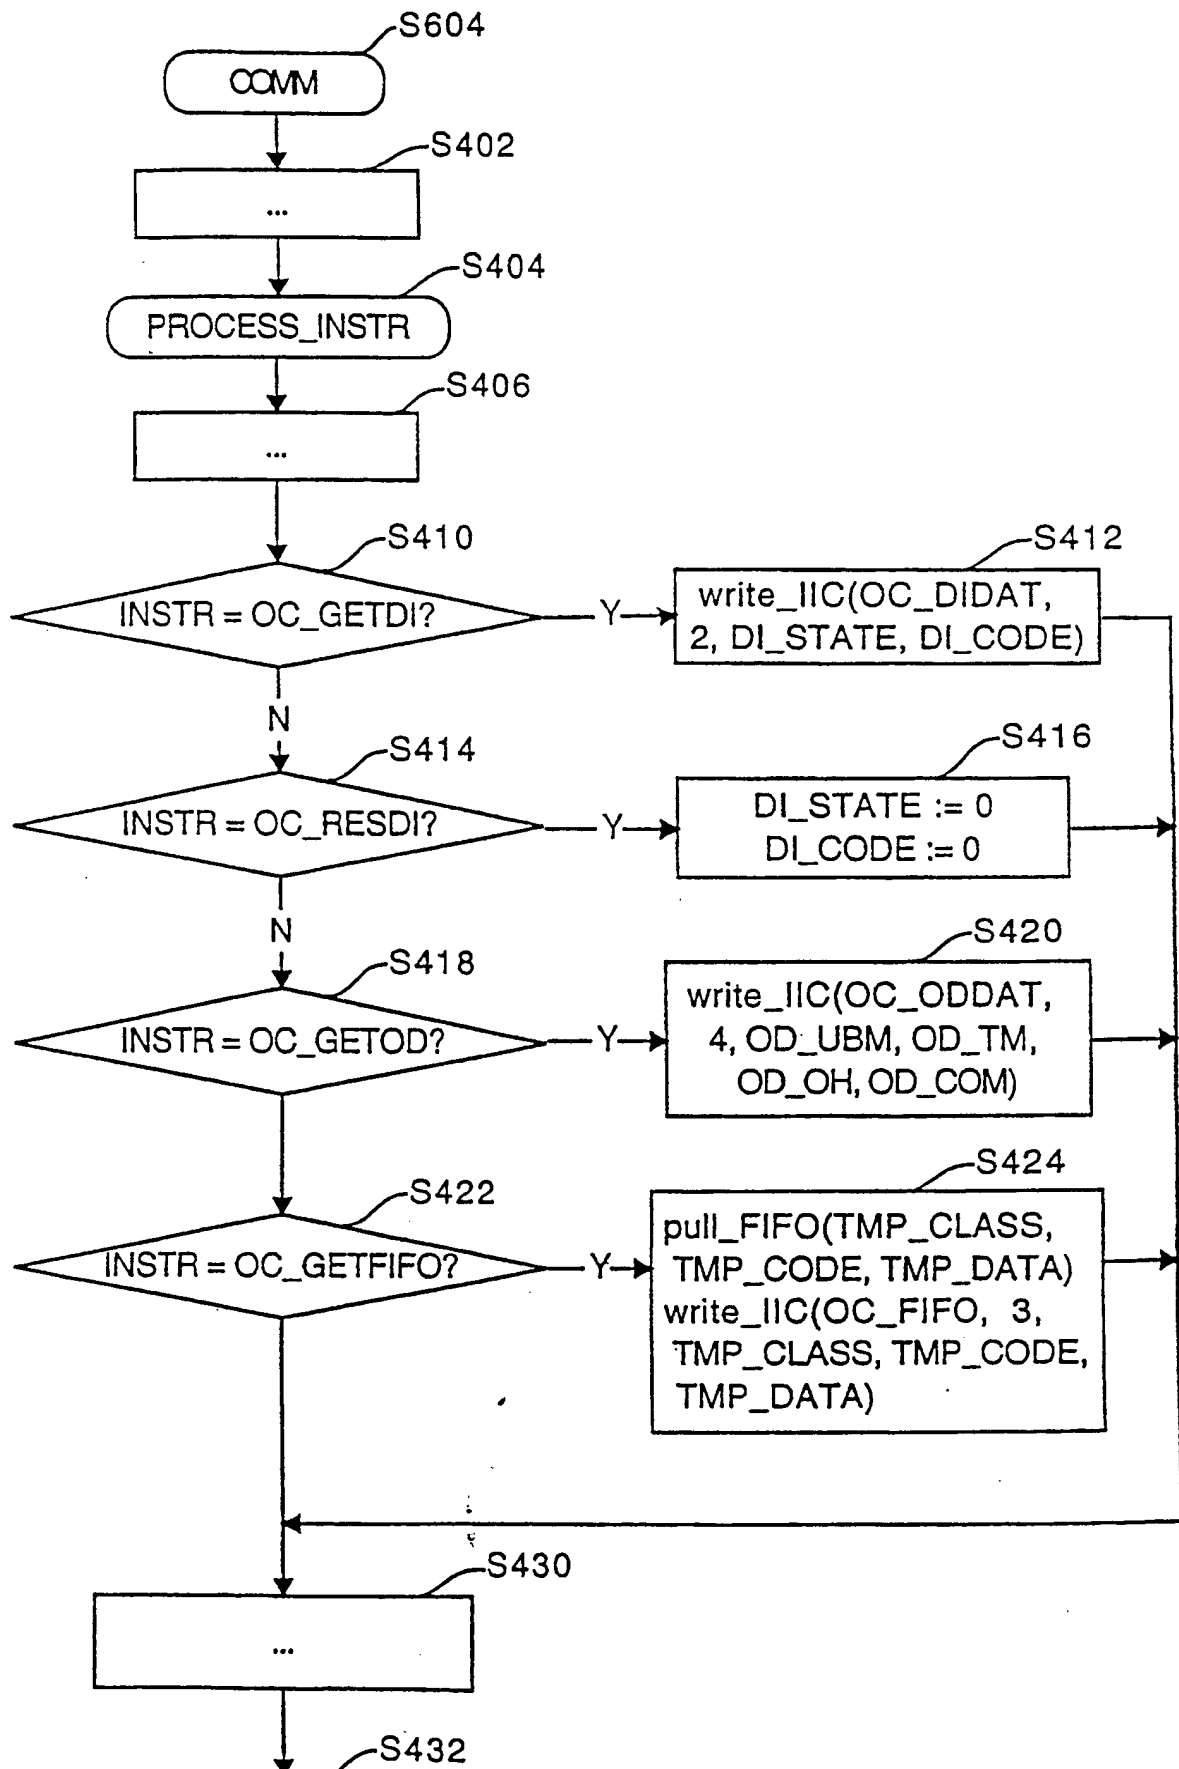 S604
COMM
S402
...
S404
PROCESS_INSTR
S406
...
S410
INSTR = OC_GETDI?
Y
S412
write_IIC(OC_DIDAT,
2, DI_STATE, DI_CODE)
N
S414
INSTR = OC_RESDI?
Y
S416
DI_STATE := 0
DI_CODE := 0
N
S418
INSTR = OC_GETOD?
Y
S420
write_IIC(OC_ODDAT,
4, OD_UBM, OD_TM,
OD_OH, OD_COM)
S422
INSTR = OC_GETFIFO?
Y
S424
pull_FIFO(TMP_CLASS,
TMP_CODE, TMP_DATA)
write_IIC(OC_FIFO, 3,
TMP_CLASS, TMP_CODE,
TMP_DATA)
S430
...
S432